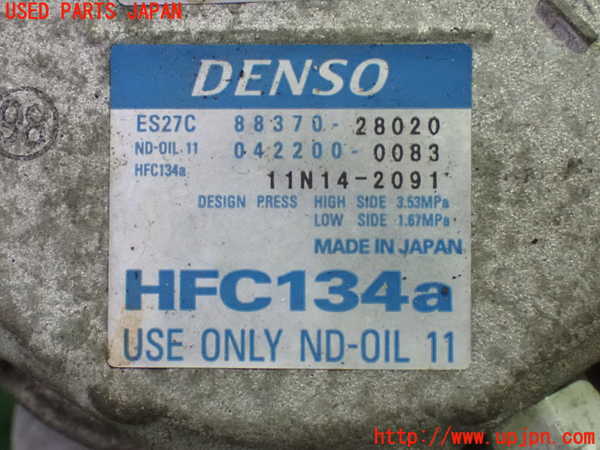 USED PARTS JAPAN
DENSO
ES27C 88370-28020
ND-OIL 11 042200-0083
HFC134a 11N14-2091
DESIGN PRESS HIGH SIDE 3.53MPa
LOW SIDE 1.67MPa
MADE IN JAPAN
HFC134a
USE ONLY ND-OIL 11
98
http://www.upjpn.com/